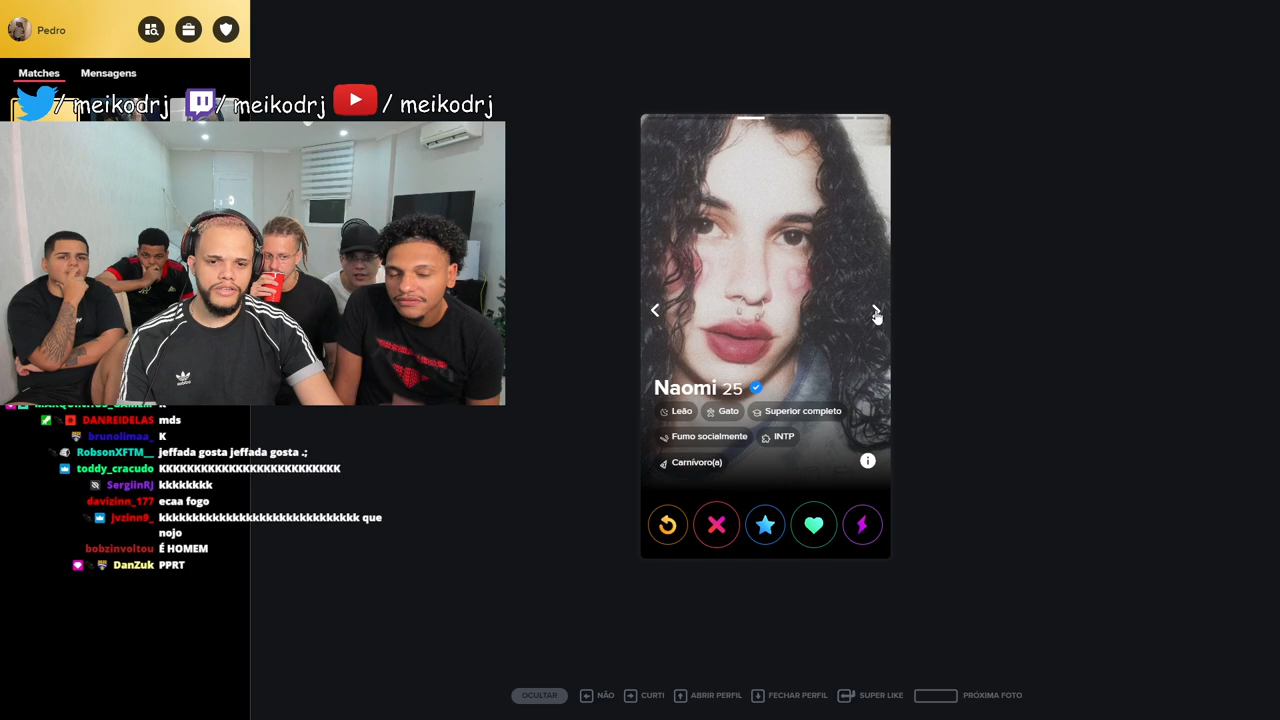 Pedro
Matches
Mensagens
/ meikodrj
/ meikodrj
/ meikodrj
adidas
DANREIDELAS mds
brunolimaa_ K
RobsonXFTM__ jeffada gosta jeffada gosta .;
toddy_cracudo KKKKKKKKKKKKKKKKKKKKKKKKKK
SergiinRJ kkkkkkkk
davizinn_177 ecaa fogo
jvzinn9_ kkkkkkkkkkkkkkkkkkkkkkkkkkkkk que
nojo
bobzinvoltou É HOMEM
DanZuk PPRT
Naomi 25
Leão
Gato
Superior completo
Fumo socialmente
INTP
Carnívoro(a)
OCULTAR
NÃO
CURTI
ABRIR PERFIL
FECHAR PERFIL
SUPER LIKE
PRÓXIMA FOTO